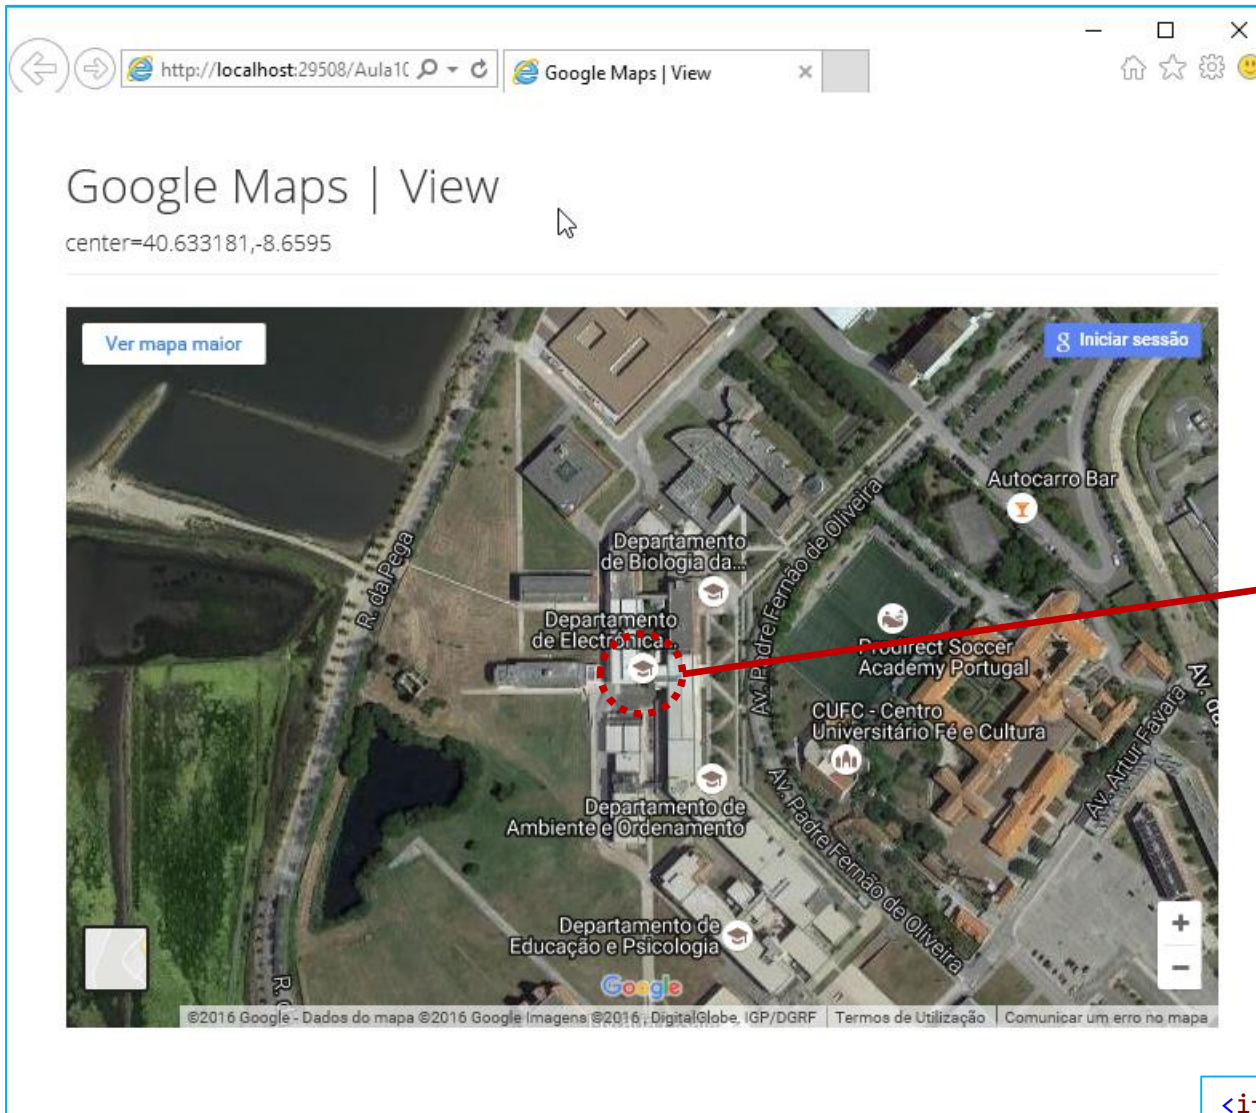 http://localhost:29508/Aula10
Google Maps | View
Google Maps | View
center=40.633181,-8.6595
Ver mapa maior
g Iniciar sessão
Autocarro Bar
Departamento
de Biologia da...
R. da Pega
Av. Padre Fernão de Oliveira
Departamento
de Electrónica...
Prodirect Soccer
Academy Portugal
CUFC - Centro
Universitário Fé e Cultura
Av. Artur Ravara
Departamento de
Ambiente e Ordenamento
Av. Padre Fernão de Oliveira
Departamento de
Educação e Psicologia
Google
+
−
©2016 Google - Dados do mapa ©2016 Google Imagens ©2016 , DigitalGlobe, IGP/DGRF
Termos de Utilização
Comunicar um erro no mapa